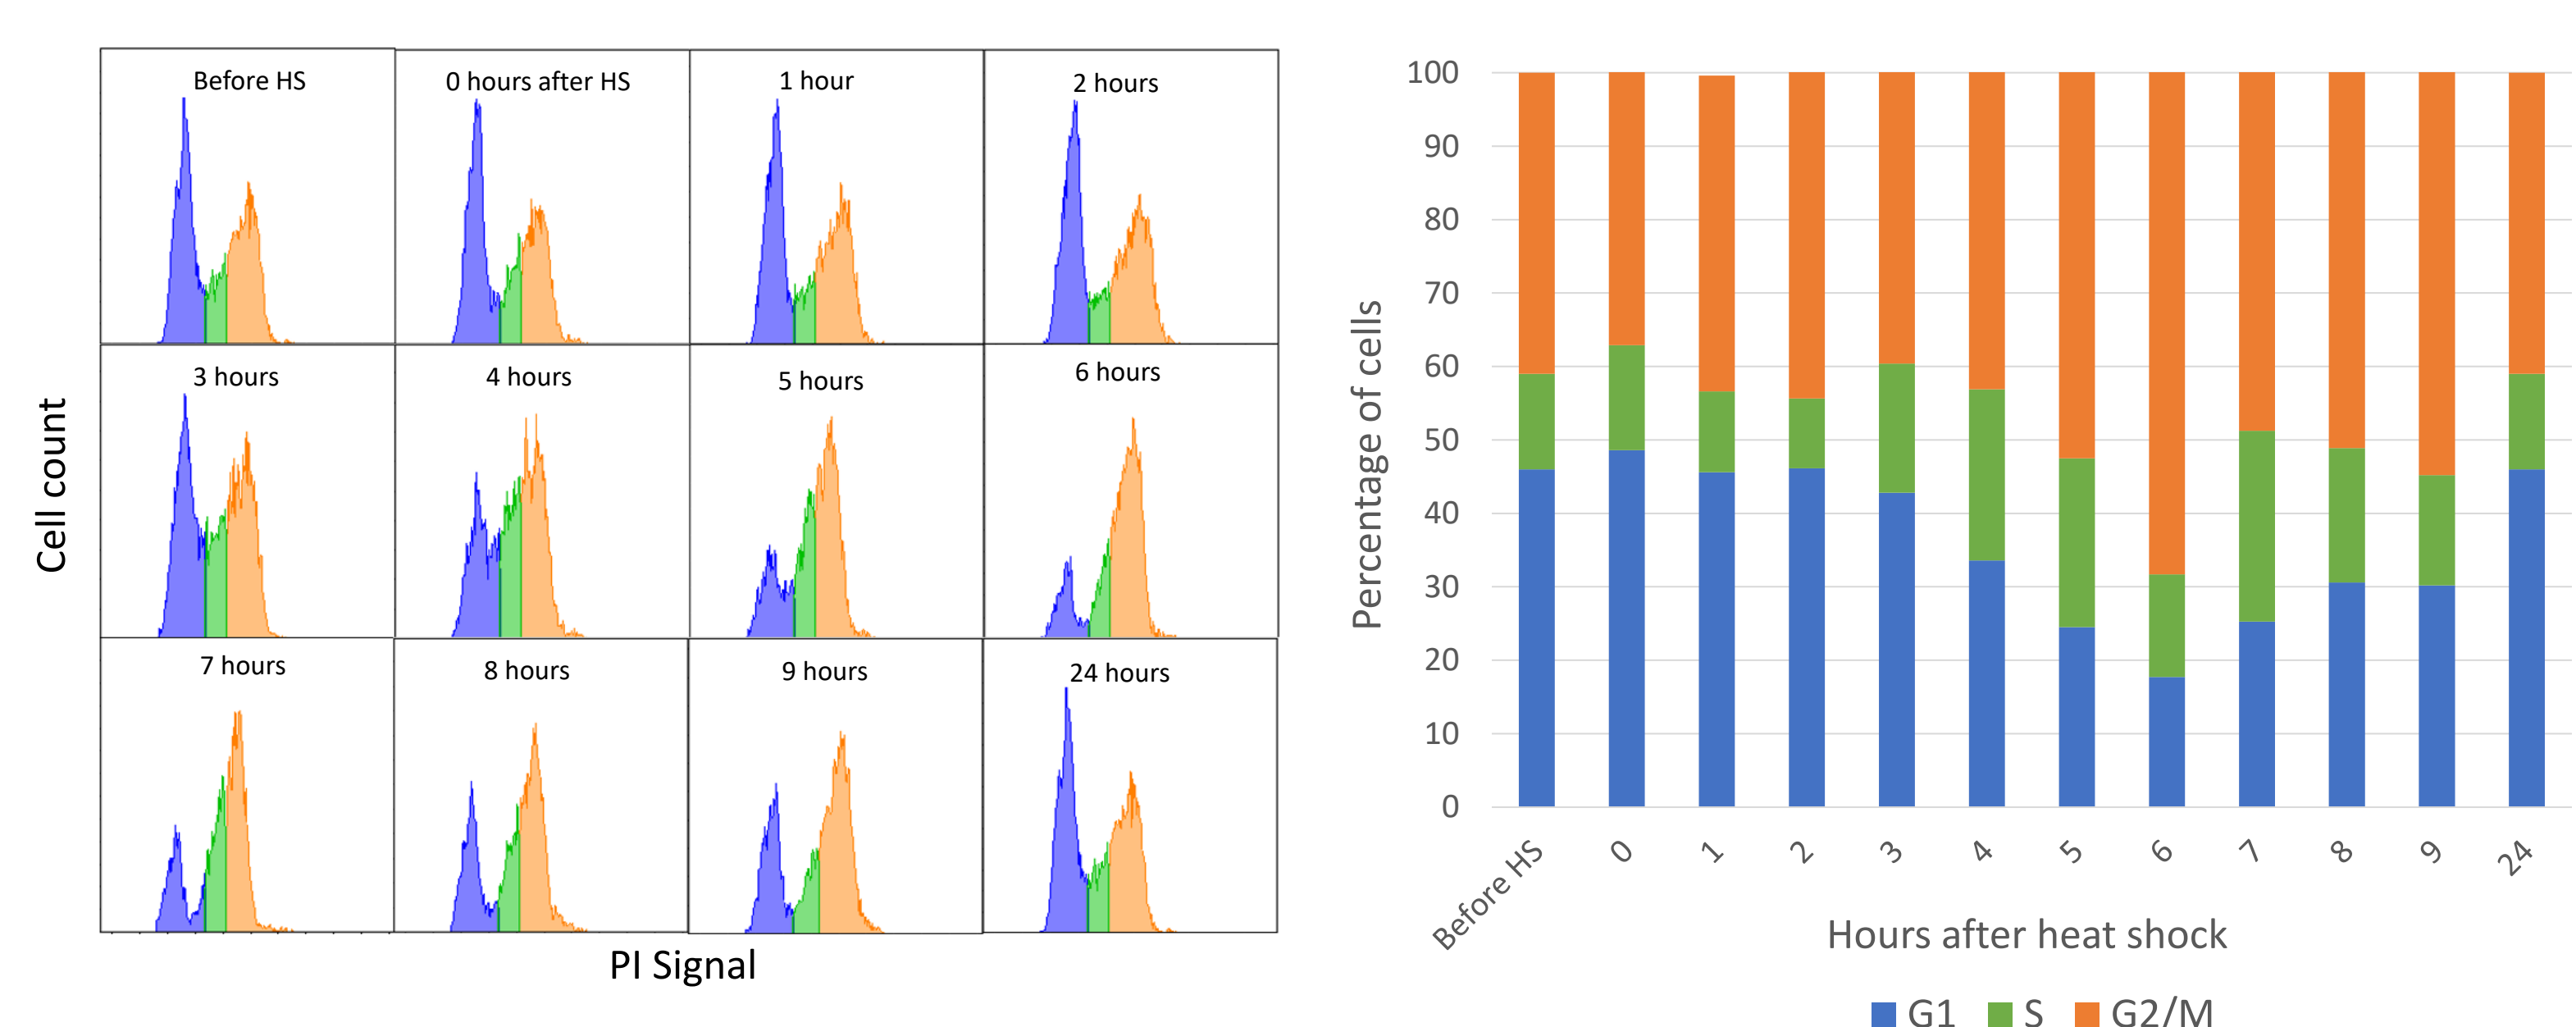 Before HS
0 hours after HS
1 hour
2 hours
3 hours
4 hours
5 hours
6 hours
7 hours
8 hours
9 hours
24 hours
Cell count
PI Signal
100
90
80
70
60
50
40
30
20
10
0
Percentage of cells
Before HS
0
1
2
3
4
5
6
7
8
9
24
Hours after heat shock
G1 S G2/M